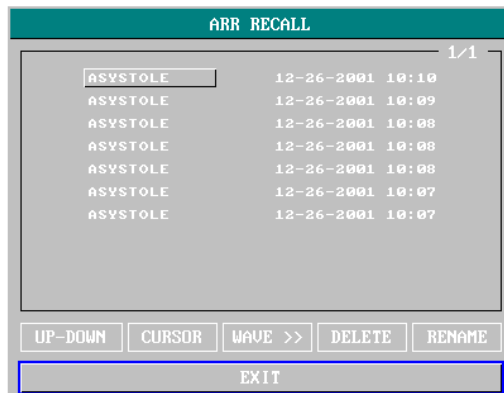 ARR RECALL
1/1
ASYSTOLE 12-26-2001 10:10
ASYSTOLE 12-26-2001 10:09
ASYSTOLE 12-26-2001 10:08
ASYSTOLE 12-26-2001 10:08
ASYSTOLE 12-26-2001 10:08
ASYSTOLE 12-26-2001 10:07
ASYSTOLE 12-26-2001 10:07
UP-DOWN CURSOR WAVE >> DELETE RENAME
EXIT